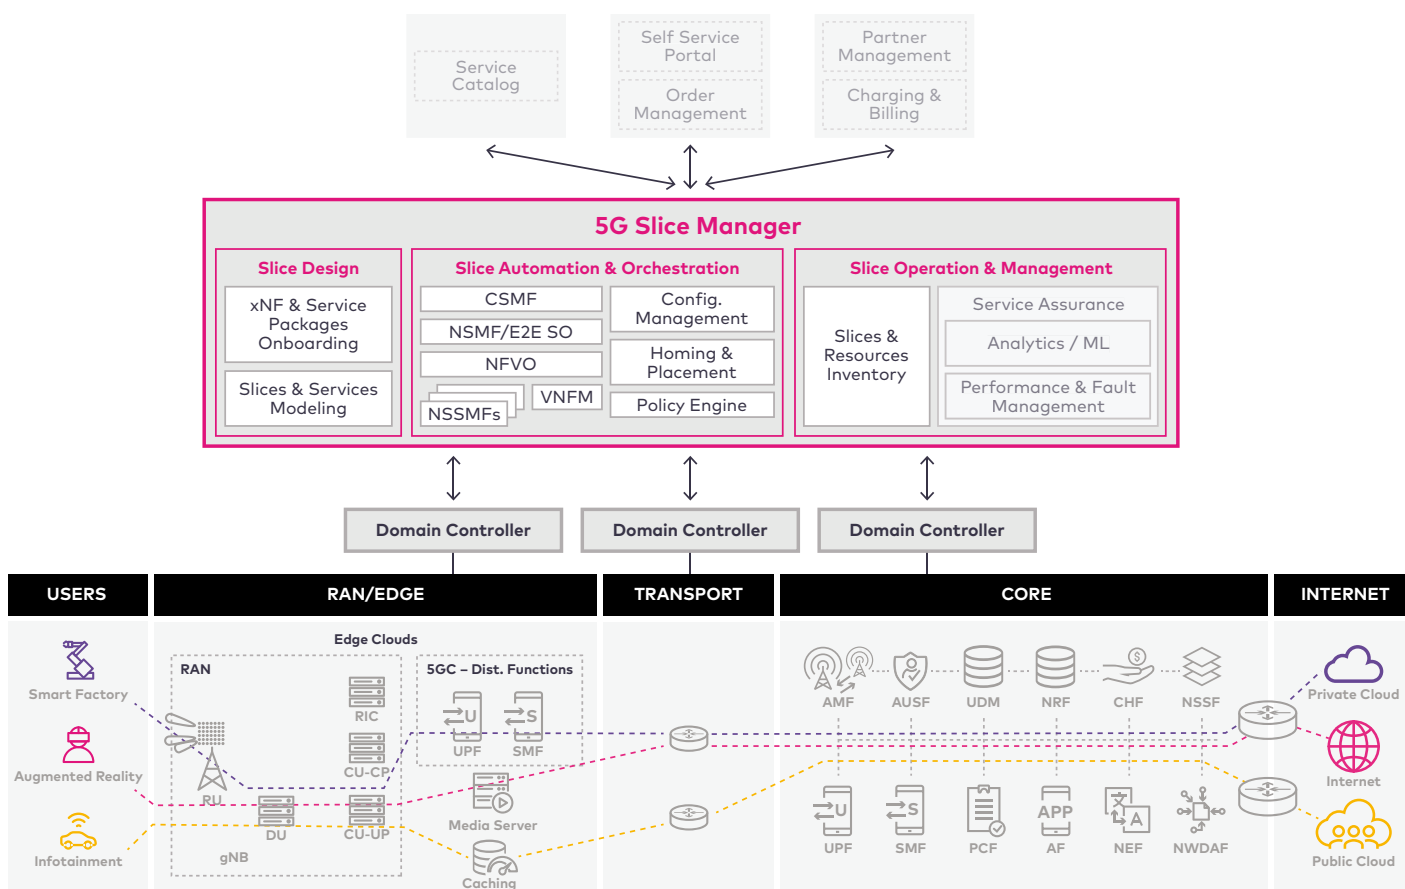 Service
Catalog
Self Service
Portal
Order
Management
Partner
Management
Charging &
Billing
5G Slice Manager
Slice Design
xNF & Service
Packages
Onboarding
Slices & Services
Modeling
Slice Automation & Orchestration
CSMF
NSMF/E2E SO
NFVO
NSSMFs
VNFM
Config.
Management
Homing &
Placement
Policy Engine
Slice Operation & Management
Slices &
Resources
Inventory
Service Assurance
Analytics / ML
Performance & Fault
Management
Domain Controller
Domain Controller
Domain Controller
USERS
RAN/EDGE
TRANSPORT
CORE
INTERNET
Smart Factory
Augmented Reality
Infotainment
Edge Clouds
RAN
RIC
CU-CP
RU
DU
CU-UP
gNB
5GC – Dist. Functions
U
UPF
S
SMF
Media Server
Caching
AMF
AUSF
UDM
NRF
$
CHF
NSSF
U
UPF
S
SMF
PCF
APP
AF
文
A
NEF
NWDAF
Private Cloud
Internet
Public Cloud